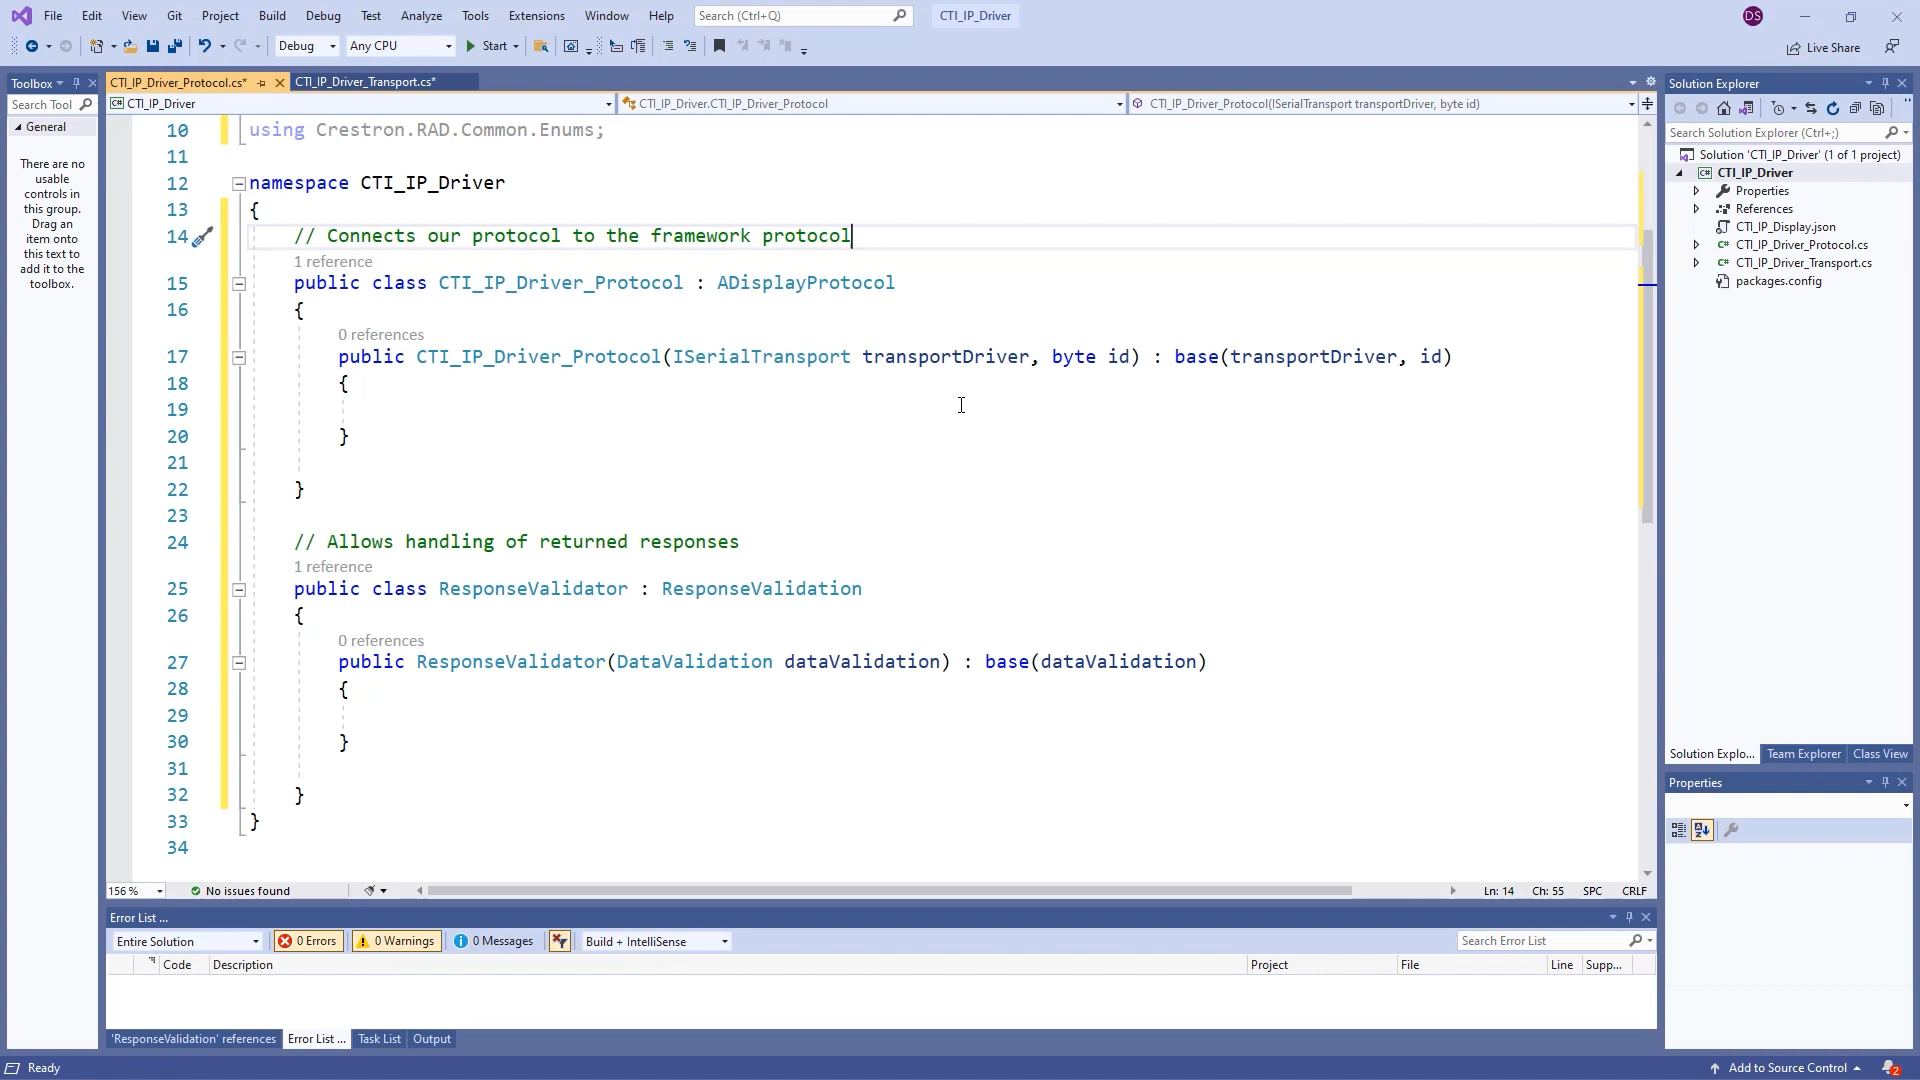 File Edit View Git Project Build Debug Test Analyze Tools Extensions Window Help Search (Ctrl+Q) CTI_IP_Driver DS
Debug Any CPU Start Live Share
Toolbox
Search Tool
General
There are no
usable
controls in
this group.
Drag an
item onto
this text to
add it to the
toolbox.
CTI_IP_Driver_Protocol.cs* CTI_IP_Driver_Transport.cs*
CTI_IP_Driver CTI_IP_Driver.CTI_IP_Driver_Protocol CTI_IP_Driver_Protocol(ISerialTransport transportDriver, byte id)
10 using Crestron.RAD.Common.Enums;
11
12 namespace CTI_IP_Driver
13 {
14 // Connects our protocol to the framework protocol
1 reference
15 public class CTI_IP_Driver_Protocol : ADisplayProtocol
16 {
0 references
17 public CTI_IP_Driver_Protocol(ISerialTransport transportDriver, byte id) : base(transportDriver, id)
18 {
19
20 }
21
22 }
23
24 // Allows handling of returned responses
1 reference
25 public class ResponseValidator : ResponseValidation
26 {
0 references
27 public ResponseValidator(DataValidation dataValidation) : base(dataValidation)
28 {
29
30 }
31
32 }
33 }
34
156 % No issues found Ln: 14 Ch: 55 SPC CRLF
Error List ...
Entire Solution 0 Errors 0 Warnings 0 Messages Build + IntelliSense Search Error List
Code Description Project File Line Supp...
'ResponseValidation' references Error List ... Task List Output
Solution Explorer
Search Solution Explorer (Ctrl+;)
Solution 'CTI_IP_Driver' (1 of 1 project)
CTI_IP_Driver
Properties
References
CTI_IP_Display.json
CTI_IP_Driver_Protocol.cs
CTI_IP_Driver_Transport.cs
packages.config
Solution Explo... Team Explorer Class View
Properties
Ready Add to Source Control 2